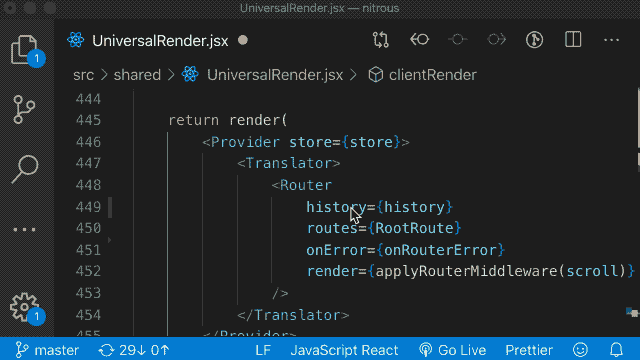 UniversalRender.jsx — nitrous
UniversalRender.jsx
1
src > shared > UniversalRender.jsx > clientRender
444
445 return render(
446 <Provider store={store}>
447 <Translator>
448 <Router
449 history={history}
450 routes={RootRoute}
451 onError={onRouterError}
452 render={applyRouterMiddleware(scroll)}
453 />
454 </Translator>
455 </Provider>
1
master 29↓ 0↑ LF JavaScript React Go Live Prettier